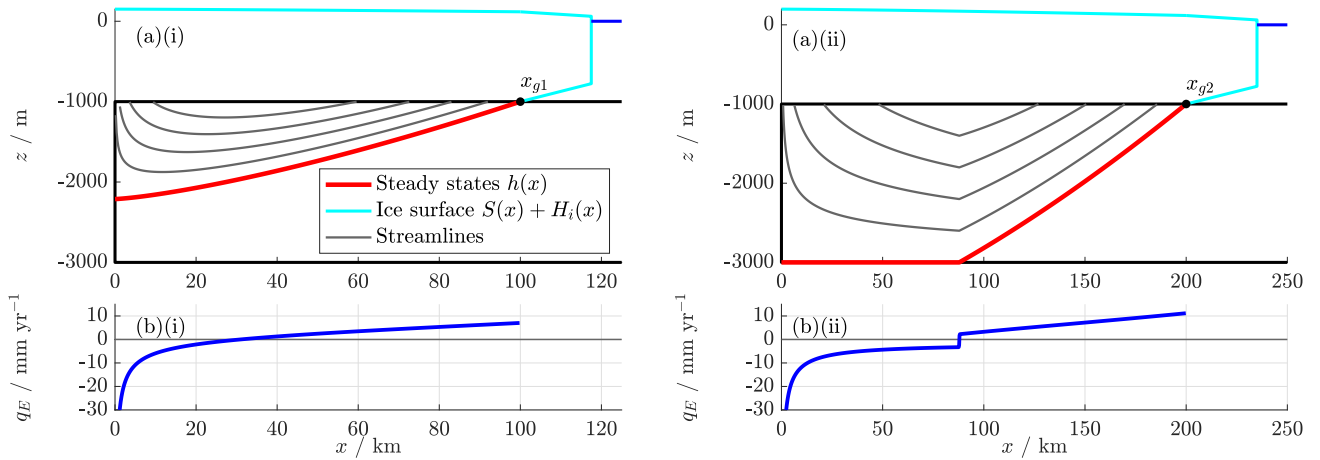 (a)(i)
x_{g1}
0
-1000
-2000
-3000
z / m
Steady states h(x)
Ice surface S(x) + H_i(x)
Streamlines
0 20 40 60 80 100 120
(b)(i)
10
0
-10
-20
-30
q_E / mm yr^{-1}
0 20 40 60 80 100 120
x / km
(a)(ii)
x_{g2}
0
-1000
-2000
-3000
z / m
0 50 100 150 200 250
(b)(ii)
10
0
-10
-20
-30
q_E / mm yr^{-1}
0 50 100 150 200 250
x / km